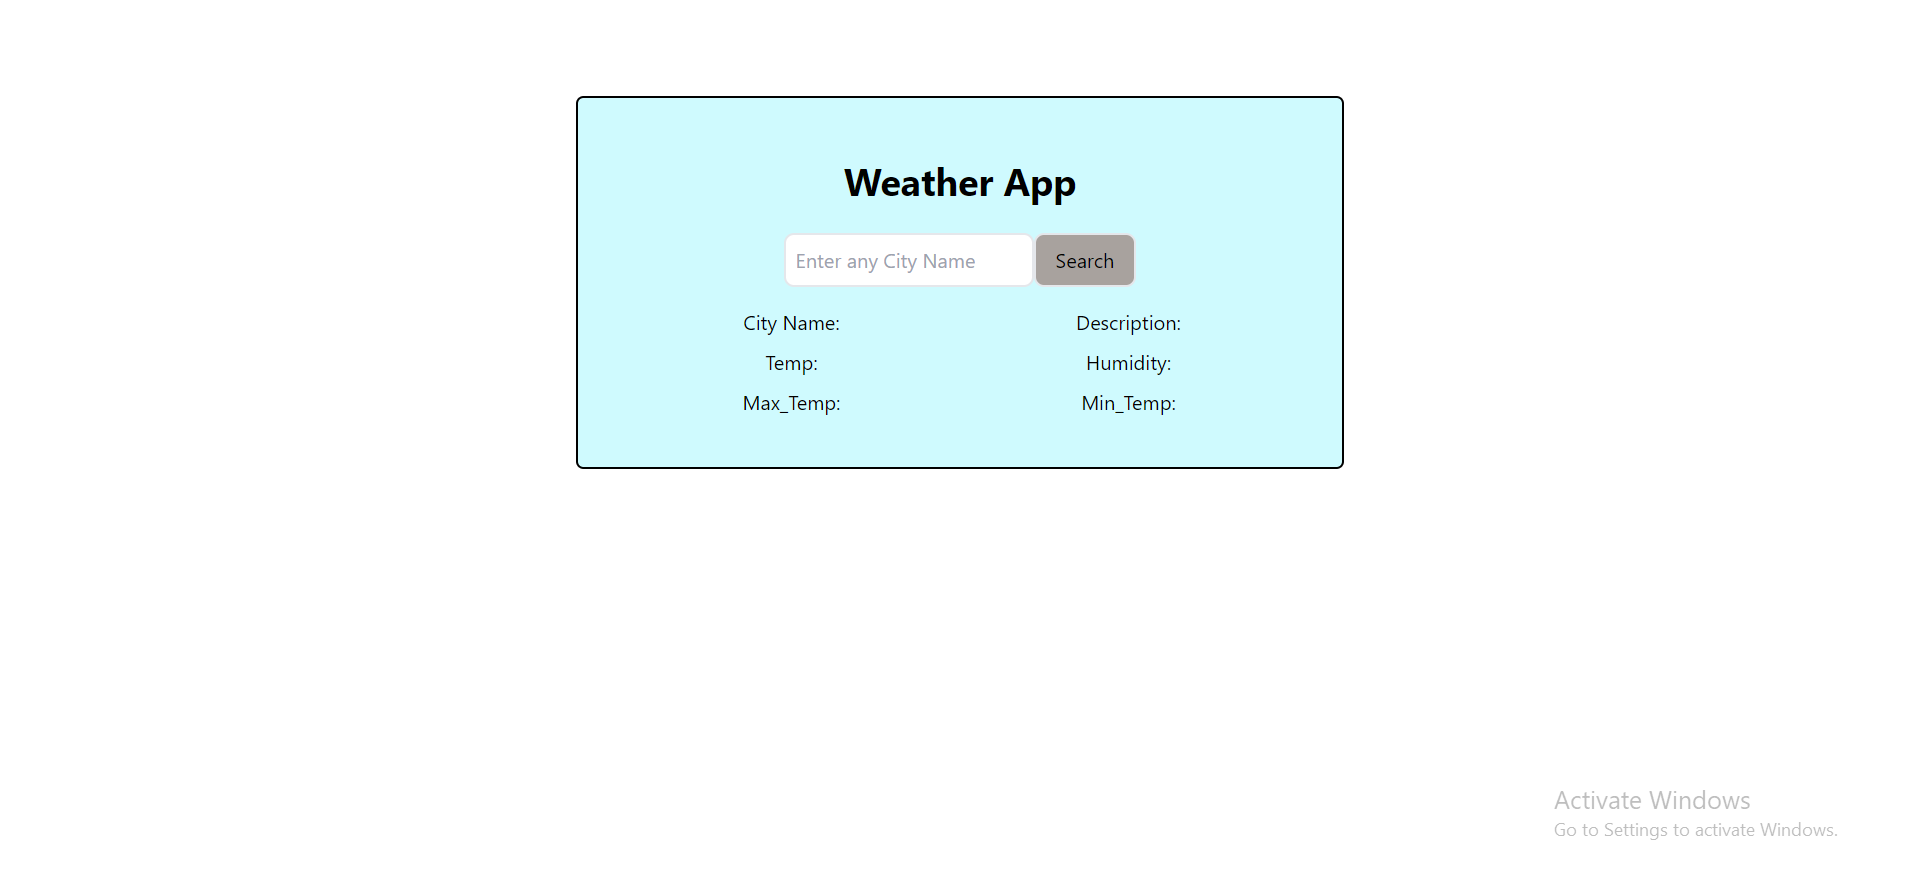 Weather App
Enter any City Name
Search
City Name:
Description:
Temp:
Humidity:
Max_Temp:
Min_Temp:
Activate Windows
Go to Settings to activate Windows.